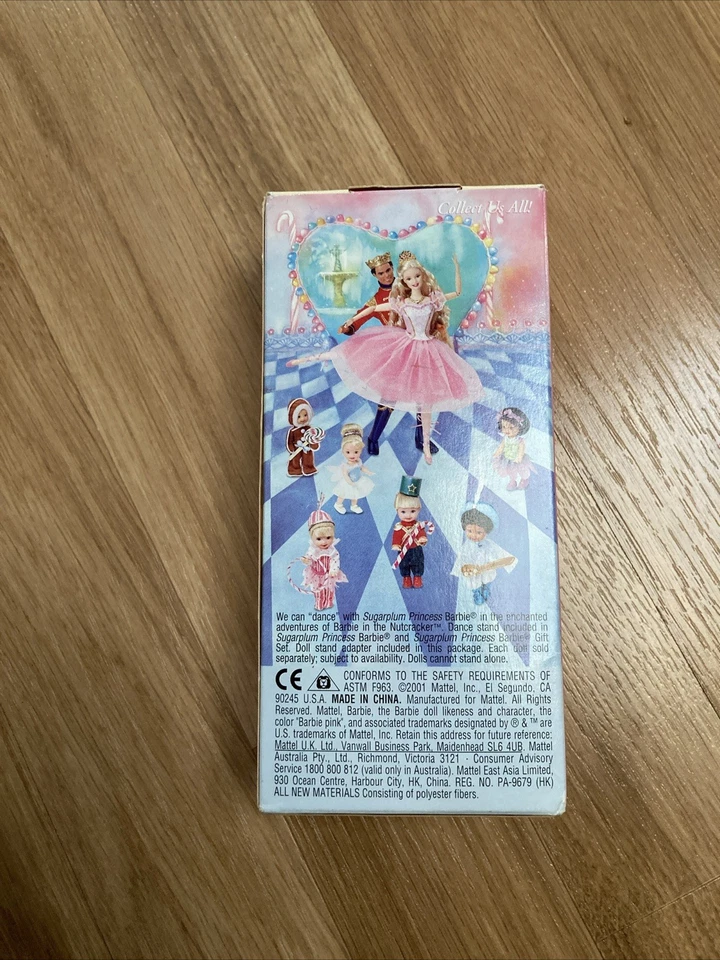 Collect Us All!
We can "dance" with Sugarplum Princess Barbie® in the enchanted
adventures of Barbie in the Nutcracker™. Dance stand included in
Sugarplum Princess Barbie® and Sugarplum Princess Barbie® Gift
Set. Doll stand adapter included in this package. Each doll sold
separately; subject to availability. Dolls cannot stand alone.
CE CONFORMS TO THE SAFETY REQUIREMENTS OF
ASTM F963. ©2001 Mattel, Inc., El Segundo, CA
90245 U.S.A. MADE IN CHINA. Manufactured for Mattel. All Rights
Reserved. Mattel, Barbie, the Barbie doll likeness and character, the
color "Barbie pink", and associated trademarks designated by ® & ™ are
U.S. trademarks of Mattel, Inc. Retain this address for future reference:
Mattel U.K. Ltd., Vanwall Business Park, Maidenhead SL6 4UB. Mattel
Australia Pty., Ltd., Richmond, Victoria 3121 · Consumer Advisory
Service 1800 800 812 (valid only in Australia). Mattel East Asia Limited,
930 Ocean Centre, Harbour City, HK, China. REG. NO. PA-9679 (HK)
ALL NEW MATERIALS Consisting of polyester fibers.